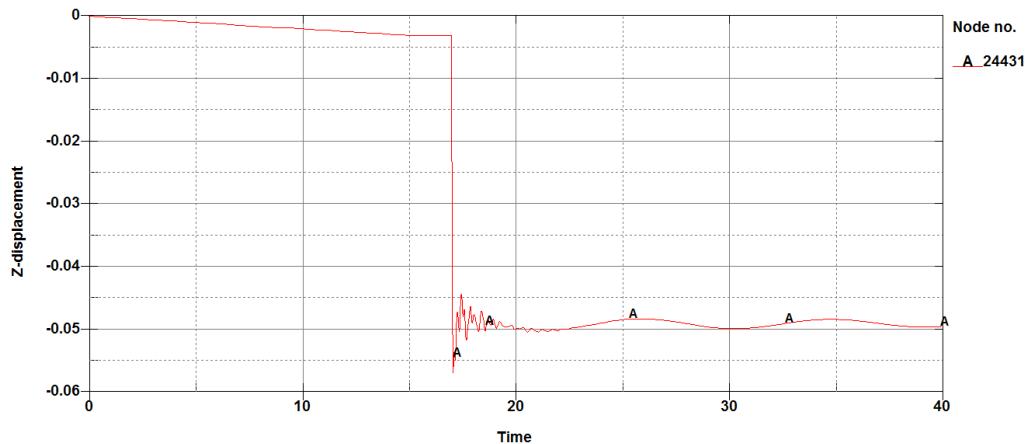 0
-0.01
-0.02
-0.03
-0.04
-0.05
-0.06
Z-displacement
0 10 20 30 40
Time
Node no.
A 24431
A
A
A
A
A